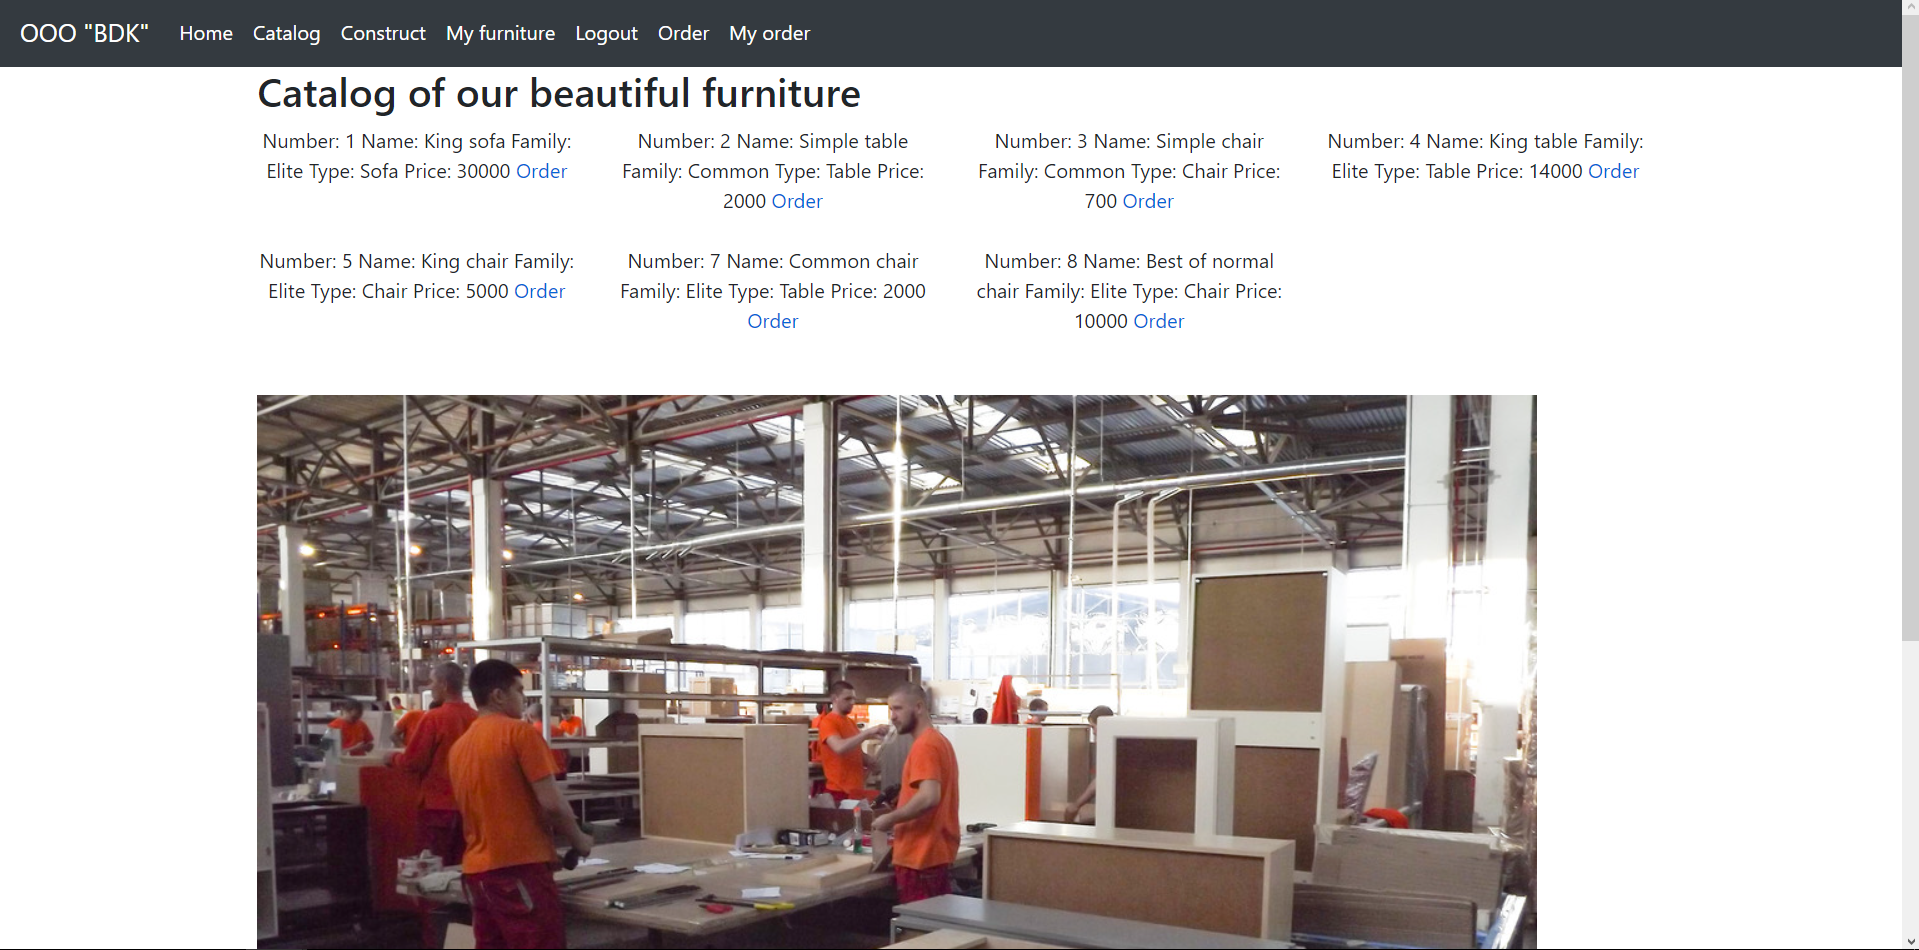 OOO "BDK" Home Catalog Construct My furniture Logout Order My order
Catalog of our beautiful furniture
Number: 1 Name: King sofa Family:
Elite Type: Sofa Price: 30000 Order
Number: 2 Name: Simple table
Family: Common Type: Table Price:
2000 Order
Number: 3 Name: Simple chair
Family: Common Type: Chair Price:
700 Order
Number: 4 Name: King table Family:
Elite Type: Table Price: 14000 Order
Number: 5 Name: King chair Family:
Elite Type: Chair Price: 5000 Order
Number: 7 Name: Common chair
Family: Elite Type: Table Price: 2000
Order
Number: 8 Name: Best of normal
chair Family: Elite Type: Chair Price:
10000 Order